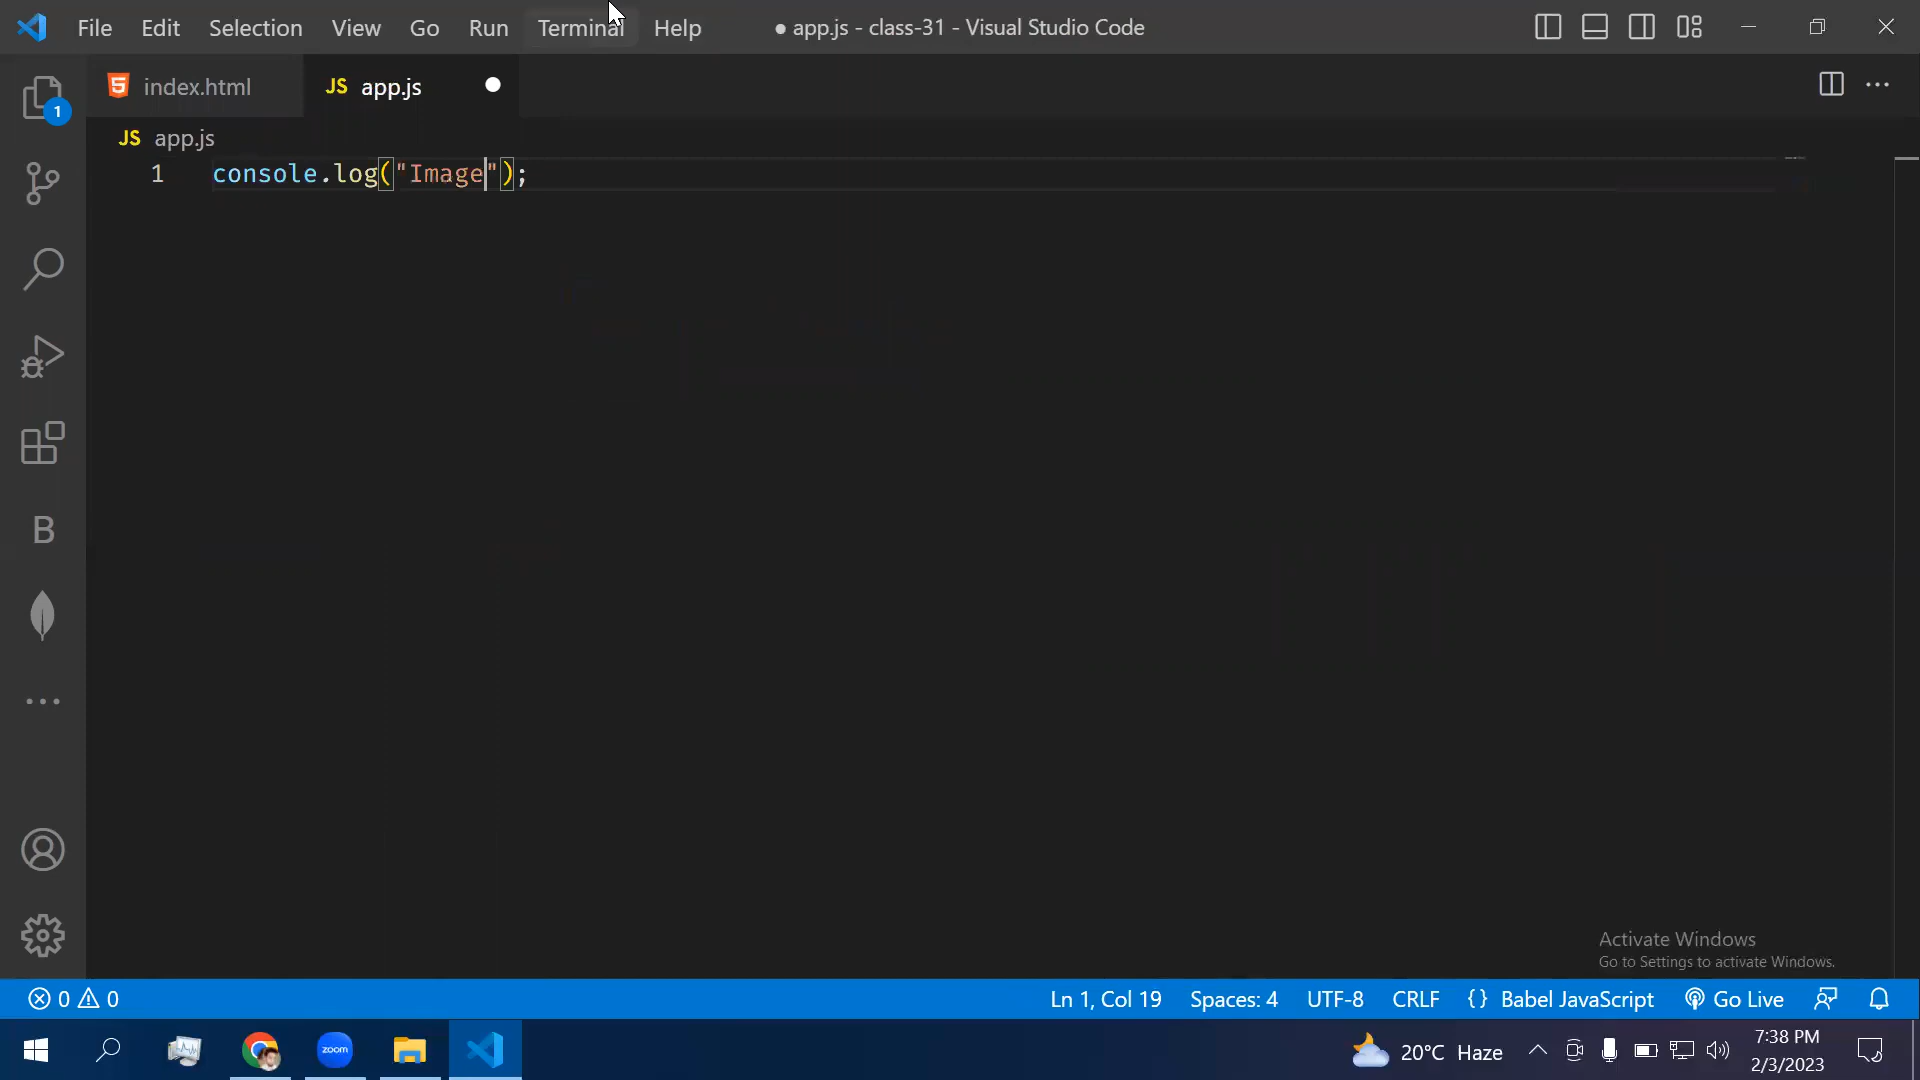 File Edit Selection View Go Run Terminal Help ● app.js - class-31 - Visual Studio Code
index.html JS app.js
1
JS app.js
1 console.log("Image");
B
Activate Windows
Go to Settings to activate Windows.
0 0 Ln 1, Col 19 Spaces: 4 UTF-8 CRLF {} Babel JavaScript Go Live
zoom 20°C Haze 7:38 PM
2/3/2023